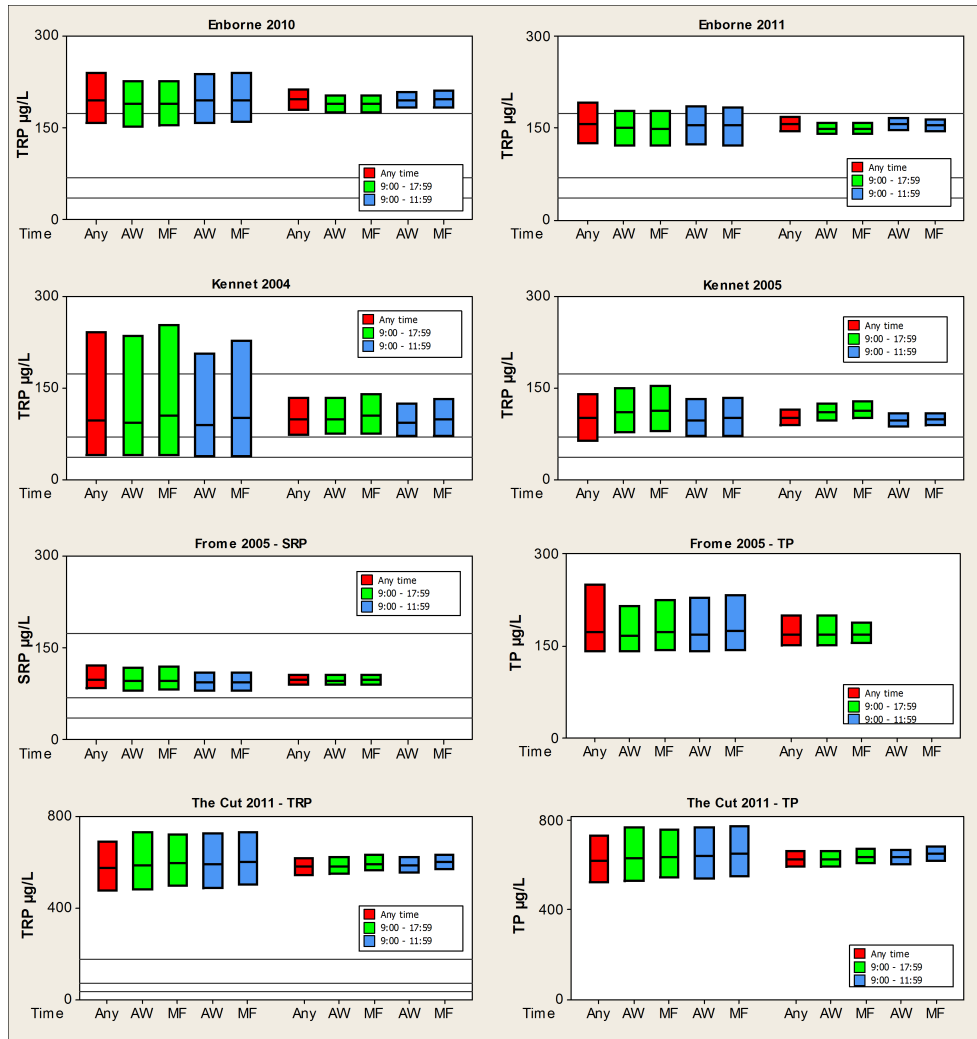 Enborne 2010
300
150
0
TRP µg/L
Any time
9:00 - 17:59
9:00 - 11:59
Time Any AW MF AW MF Any AW MF AW MF
Enborne 2011
300
150
0
TRP µg/L
Any time
9:00 - 17:59
9:00 - 11:59
Time Any AW MF AW MF Any AW MF AW MF
Kennet 2004
300
150
0
TRP µg/L
Any time
9:00 - 17:59
9:00 - 11:59
Time Any AW MF AW MF Any AW MF AW MF
Kennet 2005
300
150
0
TRP µg/L
Any time
9:00 - 17:59
9:00 - 11:59
Time Any AW MF AW MF Any AW MF AW MF
Frome 2005 - SRP
300
150
0
SRP µg/L
Any time
9:00 - 17:59
9:00 - 11:59
Time Any AW MF AW MF Any AW MF AW MF
Frome 2005 - TP
300
150
0
TP µg/L
Any time
9:00 - 17:59
9:00 - 11:59
Time Any AW MF AW MF Any AW MF AW MF
The Cut 2011 - TRP
800
400
0
TRP µg/L
Any time
9:00 - 17:59
9:00 - 11:59
Time Any AW MF AW MF Any AW MF AW MF
The Cut 2011 - TP
800
400
0
TP µg/L
Any time
9:00 - 17:59
9:00 - 11:59
Time Any AW MF AW MF Any AW MF AW MF